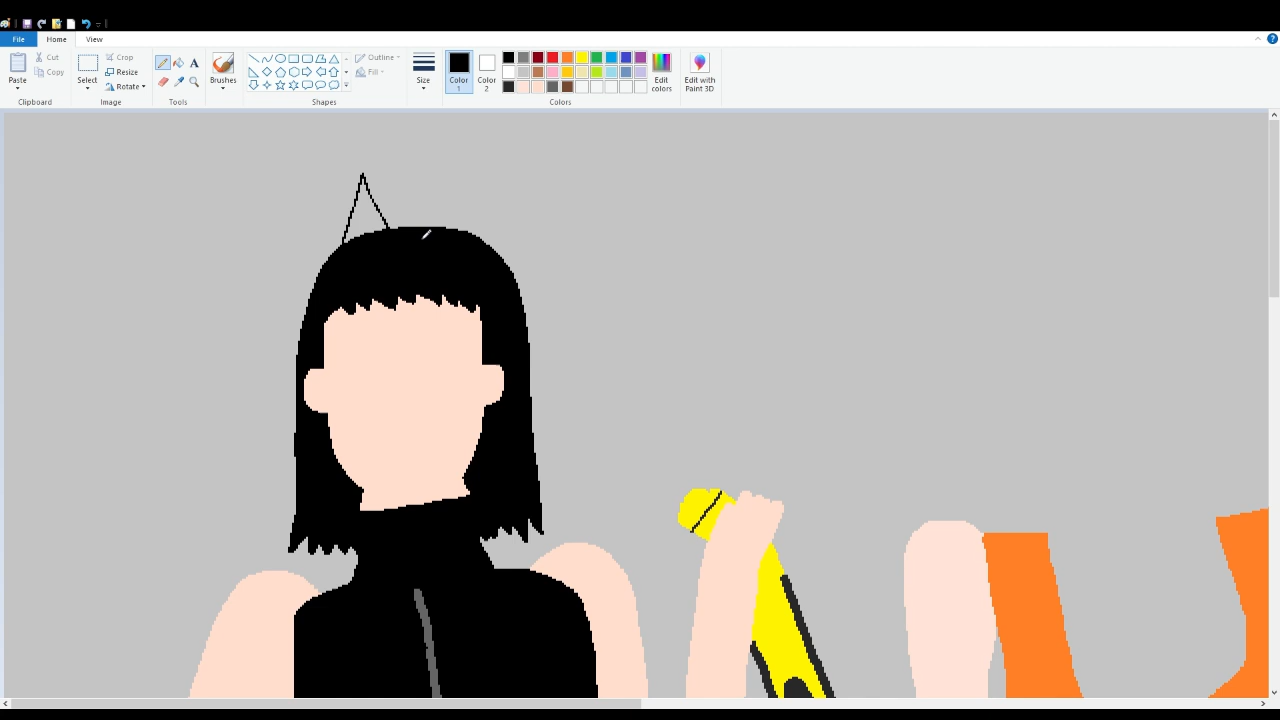 File Home View
Cut
Copy
Paste
Clipboard
Crop
Resize
Rotate
Select
Image
A
Tools
Brushes
Outline
Fill
Shapes
Size
Color 1
Color 2
Edit colors
Edit with Paint 3D
Colors